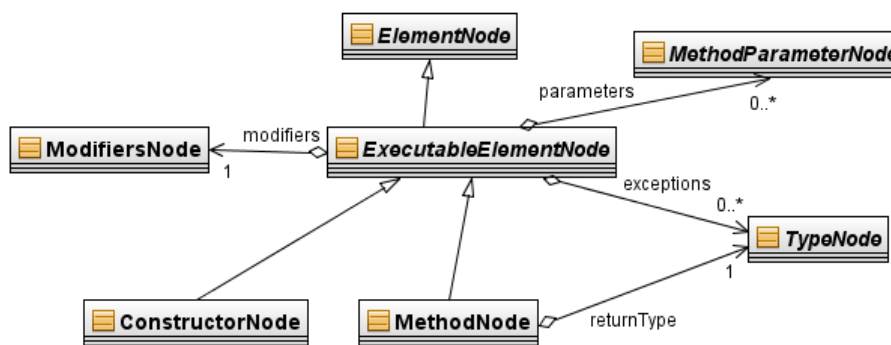 ElementNode
MethodParameterNode
parameters
0..*
modifiers
ModifiersNode
1
ExecutableElementNode
exceptions
0..*
TypeNode
1
ConstructorNode
MethodNode
returnType